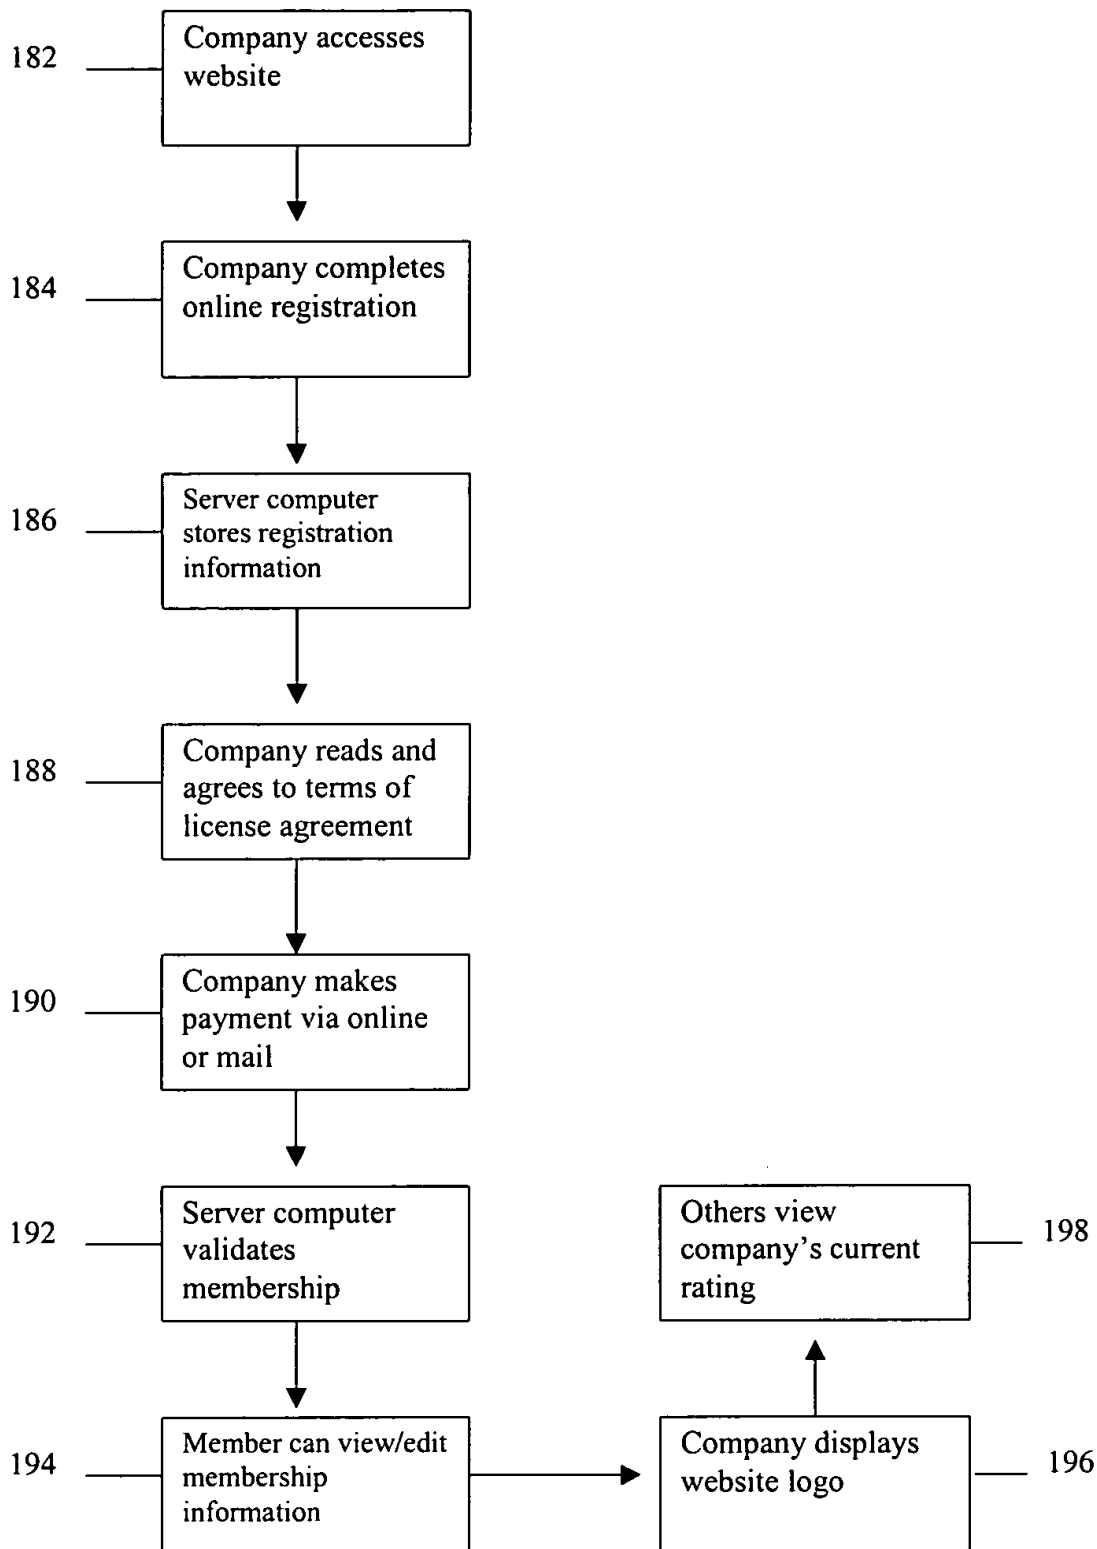 182
Company accesses
website
184
Company completes
online registration
186
Server computer
stores registration
information
188
Company reads and
agrees to terms of
license agreement
190
Company makes
payment via online
or mail
192
Server computer
validates
membership
Others view
company's current
rating
198
194
Member can view/edit
membership
information
Company displays
website logo
196